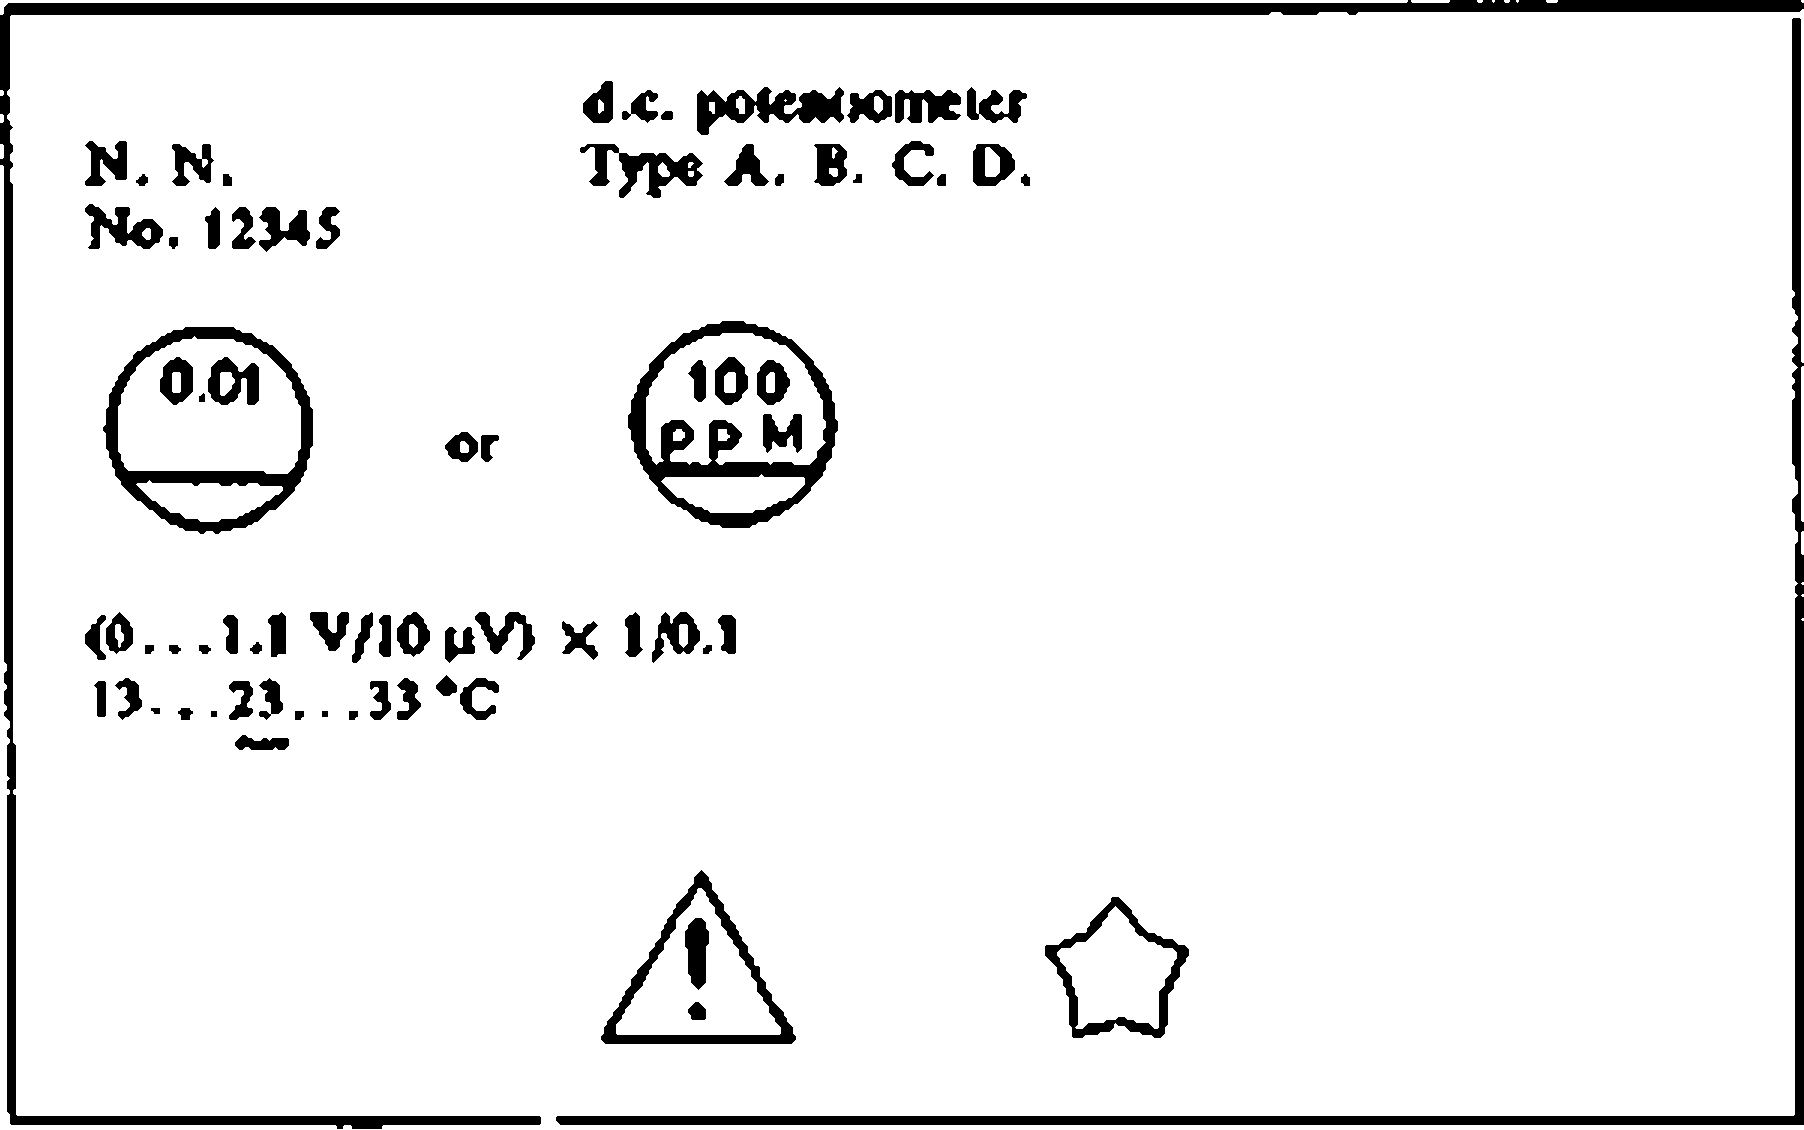 d.c. potentiometer
N. N. Type A. B. C. D.
No. 12345
0.01 or 100 ppM
(0...1.1 V/10 µV) × 1/0.1
13...23...33 °C
!